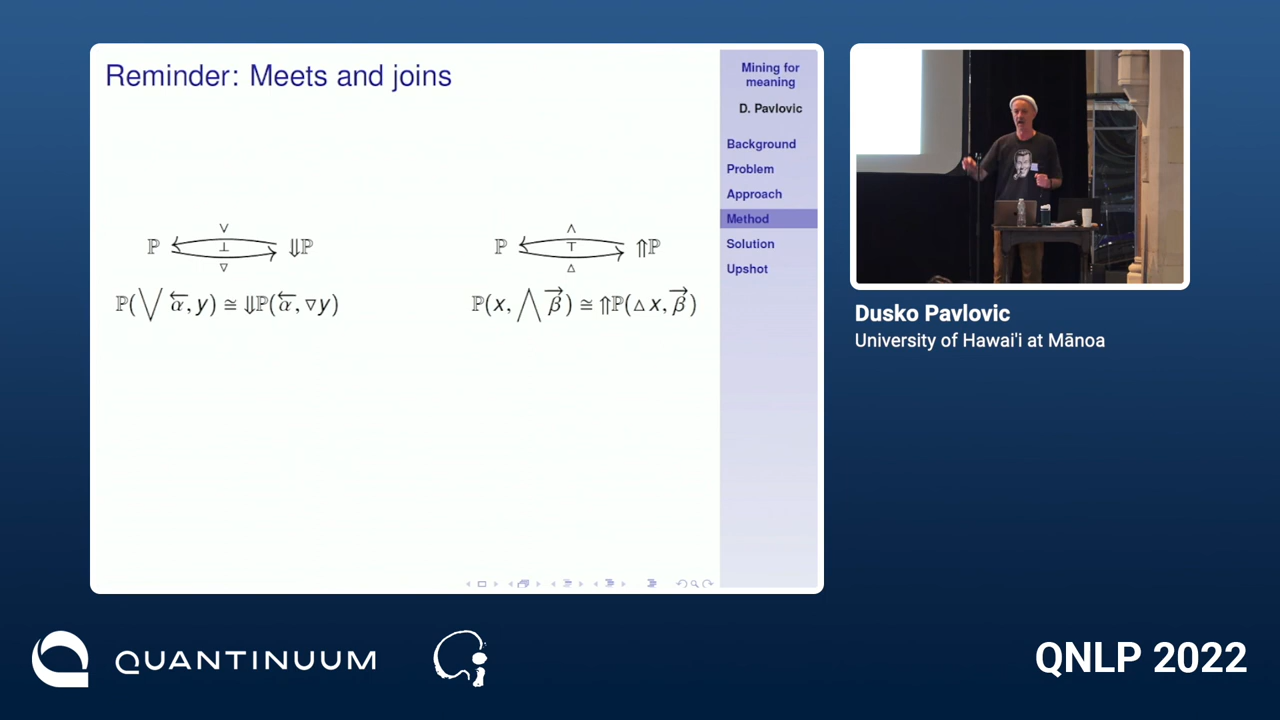 Reminder: Meets and joins
∨
ℙ ⊥ ⇓ℙ
▽
ℙ(⋁ α⃖, y) ≅ ⇓ℙ(α⃖, ▽y)
∧
ℙ ⊤ ⇑ℙ
△
ℙ(x, ⋀ β⃗) ≅ ⇑ℙ(△x, β⃗)
Mining for
meaning
D. Pavlovic
Background
Problem
Approach
Method
Solution
Upshot
Dusko Pavlovic
University of Hawai'i at Mānoa
QUANTINUUM
QNLP 2022